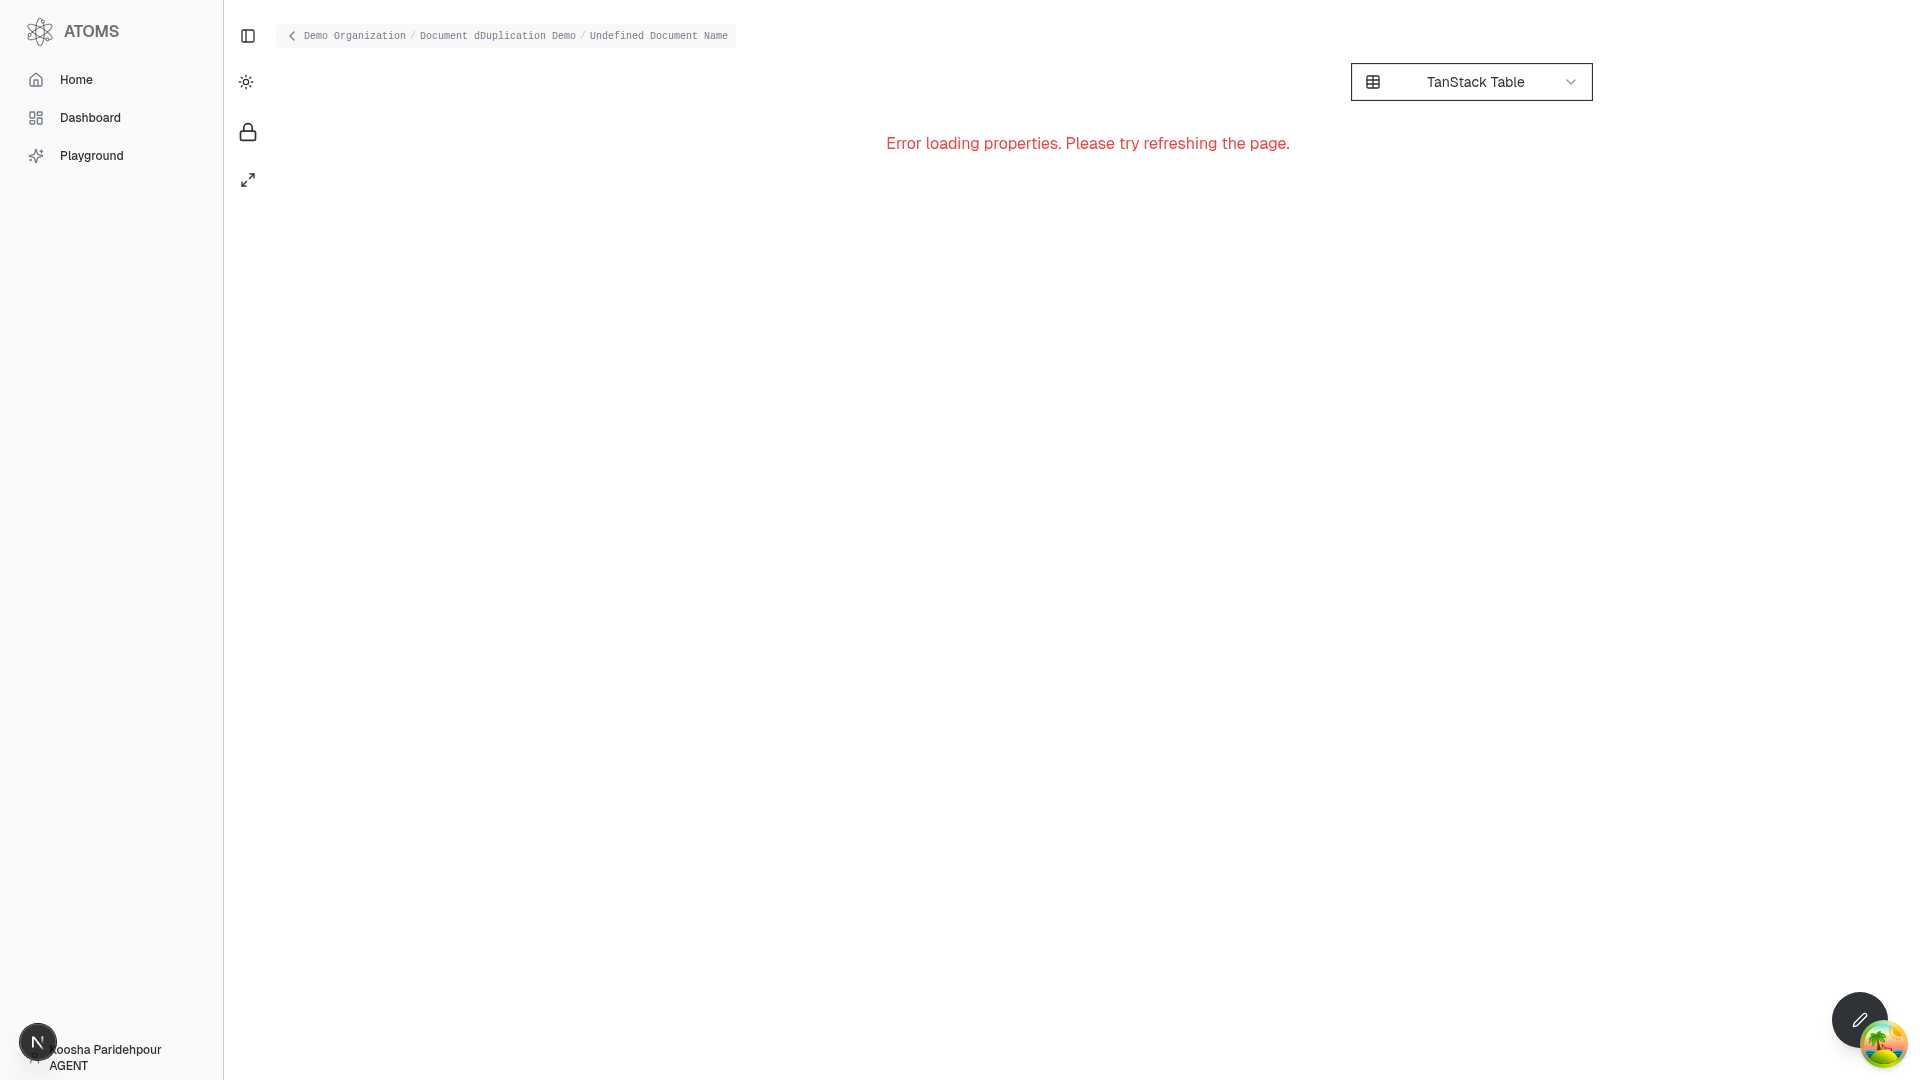 ATOMS
Home
Dashboard
Playground
Demo Organization / Document dDuplication Demo / Undefined Document Name
TanStack Table
Error loading properties. Please try refreshing the page.
N
Koosha Paridehpour
AGENT